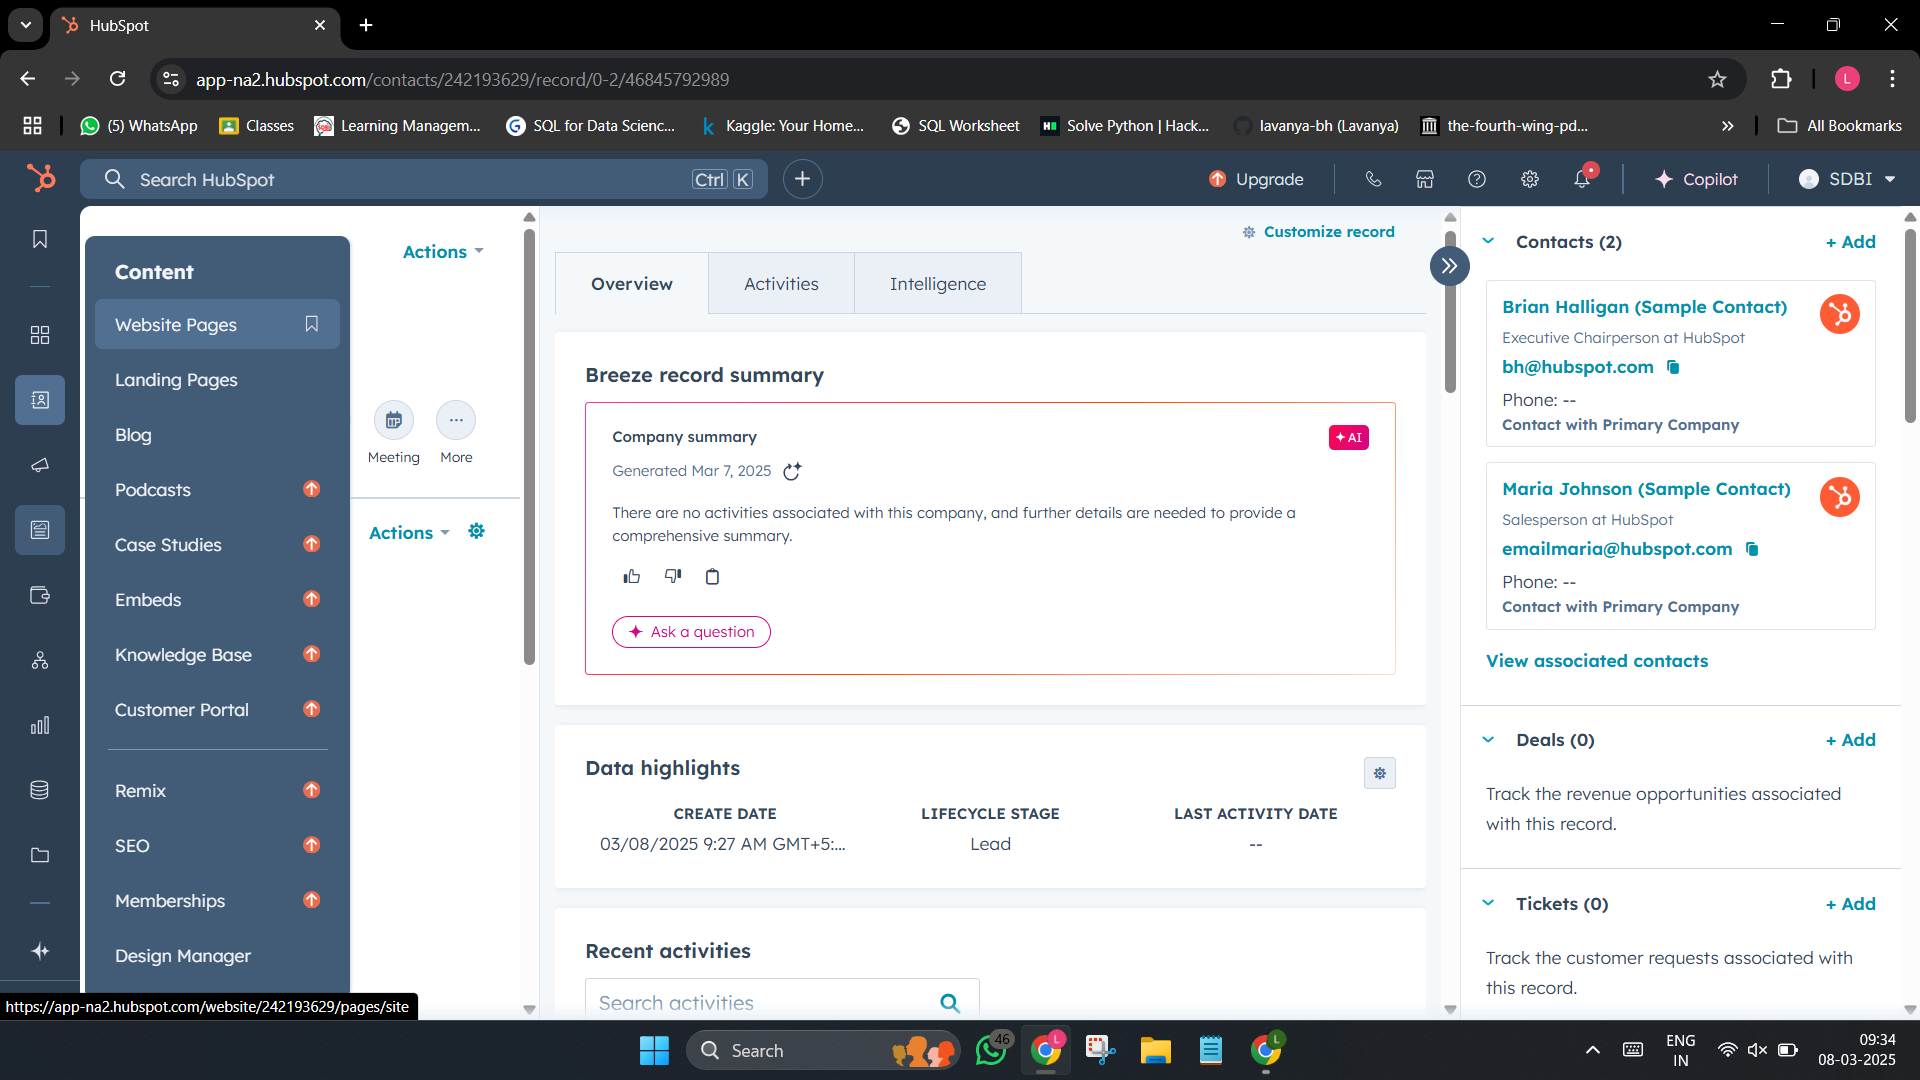 HubSpot
app-na2.hubspot.com/contacts/242193629/record/0-2/46845792989
L
(5) WhatsApp
Classes
Learning Managem...
SQL for Data Scienc...
Kaggle: Your Home...
SQL Worksheet
Solve Python | Hack...
lavanya-bh (Lavanya)
the-fourth-wing-pd...
All Bookmarks
Search HubSpot
Ctrl K
Upgrade
Copilot
SDBI
Content
Website Pages
Landing Pages
Blog
Podcasts
Case Studies
Embeds
Knowledge Base
Customer Portal
Remix
SEO
Memberships
Design Manager
https://app-na2.hubspot.com/website/242193629/pages/site
Actions
Meeting
More
Actions
Customize record
Overview
Activities
Intelligence
Breeze record summary
Company summary
AI
Generated Mar 7, 2025
There are no activities associated with this company, and further details are needed to provide a
comprehensive summary.
Ask a question
Data highlights
CREATE DATE
LIFECYCLE STAGE
LAST ACTIVITY DATE
03/08/2025 9:27 AM GMT+5:...
Lead
--
Recent activities
Search activities
Contacts (2)
+ Add
Brian Halligan (Sample Contact)
Executive Chairperson at HubSpot
bh@hubspot.com
Phone: --
Contact with Primary Company
Maria Johnson (Sample Contact)
Salesperson at HubSpot
emailmaria@hubspot.com
Phone: --
Contact with Primary Company
View associated contacts
Deals (0)
+ Add
Track the revenue opportunities associated
with this record.
Tickets (0)
+ Add
Track the customer requests associated with
this record.
Search
46
L
L
ENG
IN
09:34
08-03-2025